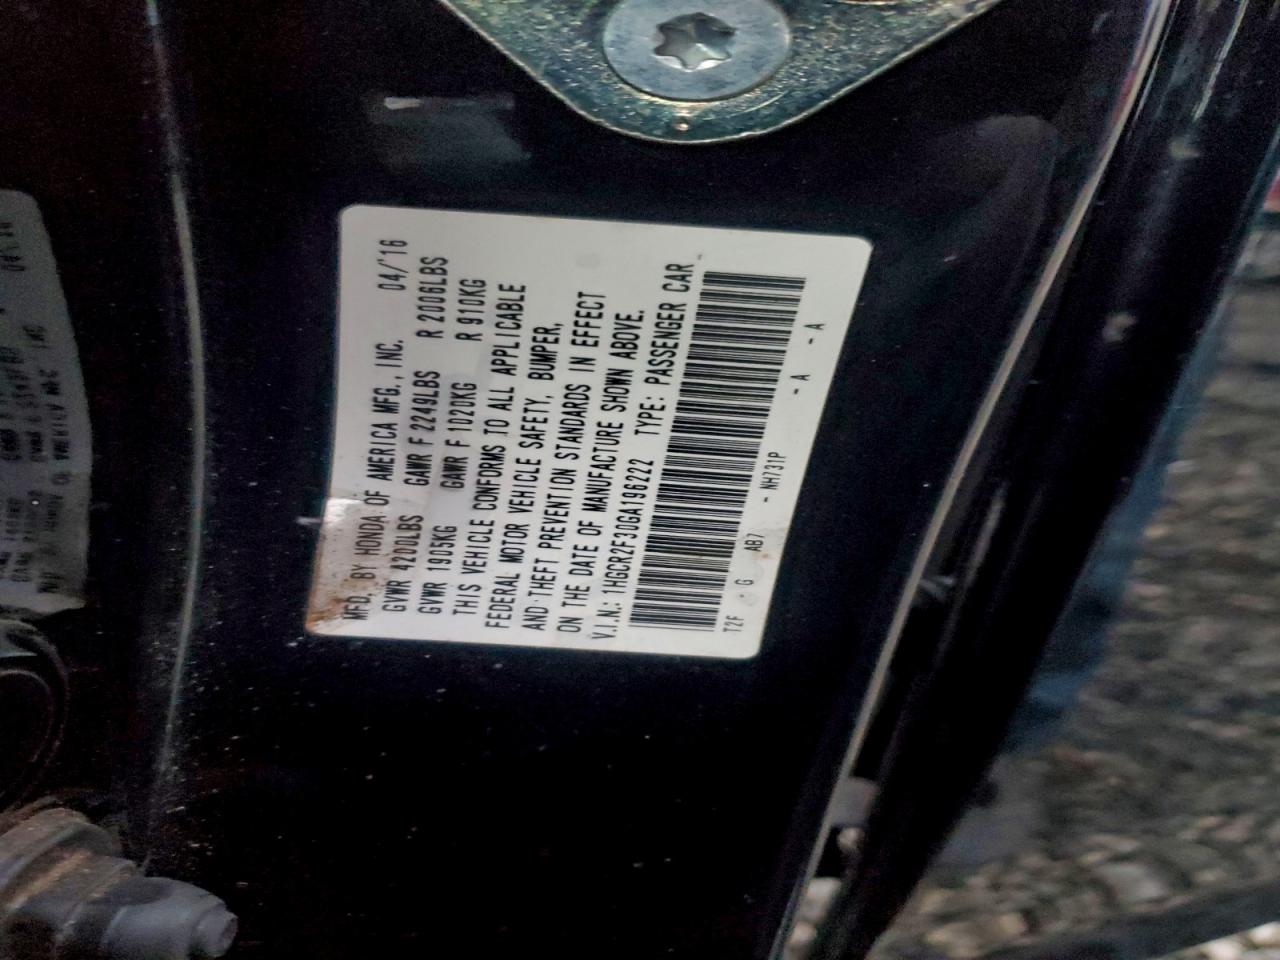 MFD. BY HONDA OF AMERICA MFG., INC. 04/'16
GVWR 4200LBS GAWR F 2249LBS R 2006LBS
GVWR 1905KG GAWR F 1020KG R 910KG
THIS VEHICLE CONFORMS TO ALL APPLICABLE
FEDERAL MOTOR VEHICLE SAFETY, BUMPER,
AND THEFT PREVENTION STANDARDS IN EFFECT
ON THE DATE OF MANUFACTURE SHOWN ABOVE.
V.I.N.: 1HGCR2F30GA196222 TYPE: PASSENGER CAR
T2F G AB7 - NH731P - A - A